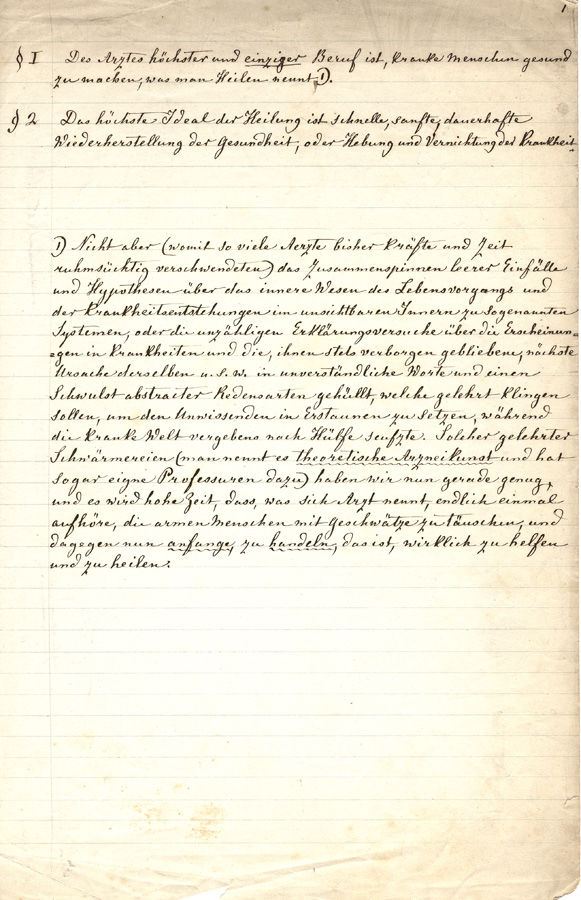 1
§ I Des Arztes höchster und einziger Beruf ist, kranke Menschen gesund
zu machen, was man Heilen nennt 1).
§ 2 Das höchste Ideal der Heilung ist schnelle, sanfte, dauerhafte
Wiederherstellung der Gesundheit, oder Hebung und Vernichtung der Krankheit
1) Nicht aber (womit so viele Aerzte bisher Kräfte und Zeit
ruhmsüchtig verschwendeten) das Zusammenspinnen leerer Einfälle
und Hypothesen über das innere Wesen des Lebensvorgangs und
der Krankheitsentstehungen im unsichtbaren Innern zu sogenannten
Systemen, oder die unzähligen Erklärungsversuche über die Erscheinun=
=gen in Krankheiten und die, ihnen stets verborgen gebliebene, nächste
Ursache derselben u.s.w. in unverständliche Worte und einen
Schwulst abstracter Redensarten gehüllt, welche gelehrt klingen
sollen, um den Unwissenden in Erstaunen zu setzen, während
die kranke Welt vergebens nach Hülfe seufzte. Solcher gelehrter
Schwärmereien (man nennt es theoretische Arzneikunst und hat
sogar eigne Professuren dazu) haben wir nun gerade genug,
und es wird hohe Zeit, dass, was sich Arzt nennt, endlich einmal
aufhöre, die armen Menschen mit Geschwätze zu täuschen, und
dagegen nun anfange, zu handeln, das ist, wirklich zu helfen
und zu heilen.